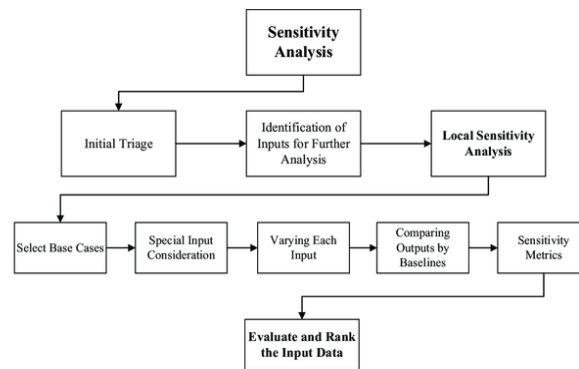 Sensitivity
Analysis
Initial Triage
Identification of
Inputs for Further
Analysis
Local Sensitivity
Analysis
Select Base Cases
Special Input
Consideration
Varying Each
Input
Comparing
Outputs by
Baselines
Sensitivity
Metrics
Evaluate and Rank
the Input Data